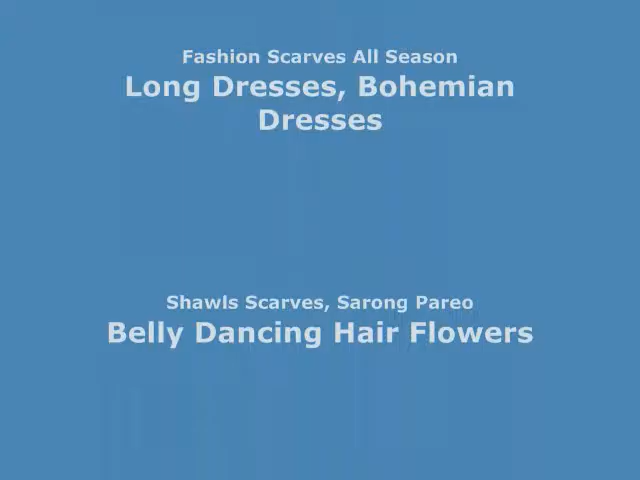 Fashion Scarves All Season
Long Dresses, Bohemian
Dresses
Shawls Scarves, Sarong Pareo
Belly Dancing Hair Flowers